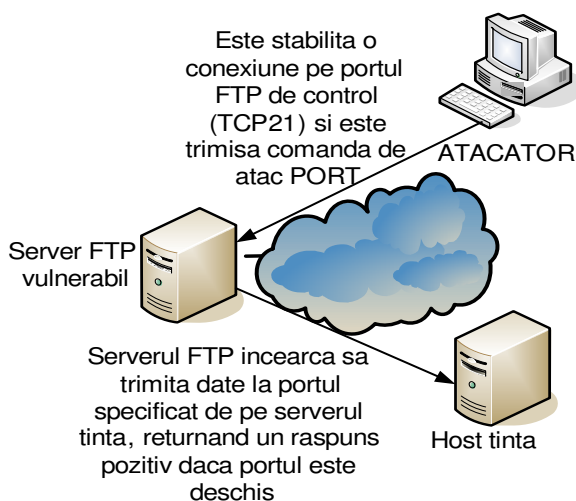 Este stabilita o
conexiune pe portul
FTP de control
(TCP21) si este
trimisa comanda de
atac PORT
ATACATOR
Server FTP
vulnerabil
Serverul FTP incearca sa
trimita date la portul
specificat de pe serverul
tinta, returnand un raspuns
pozitiv daca portul este
deschis
Host tinta